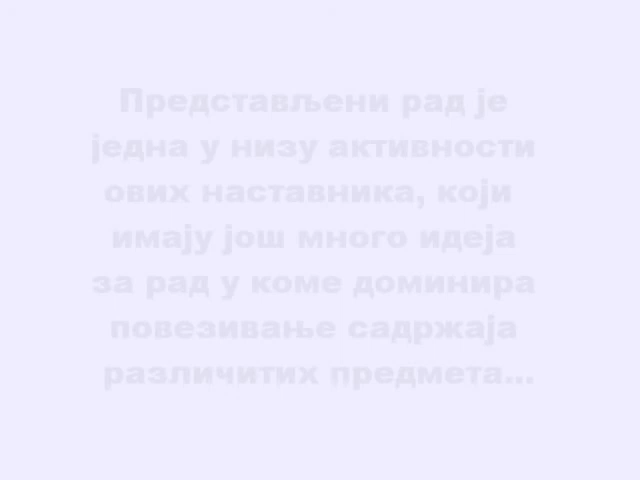 Представљени рад је
једна у низу активности
ових наставника, који
имају још много идеја
за рад у коме доминира
повезивање садржаја
различитих предмета...